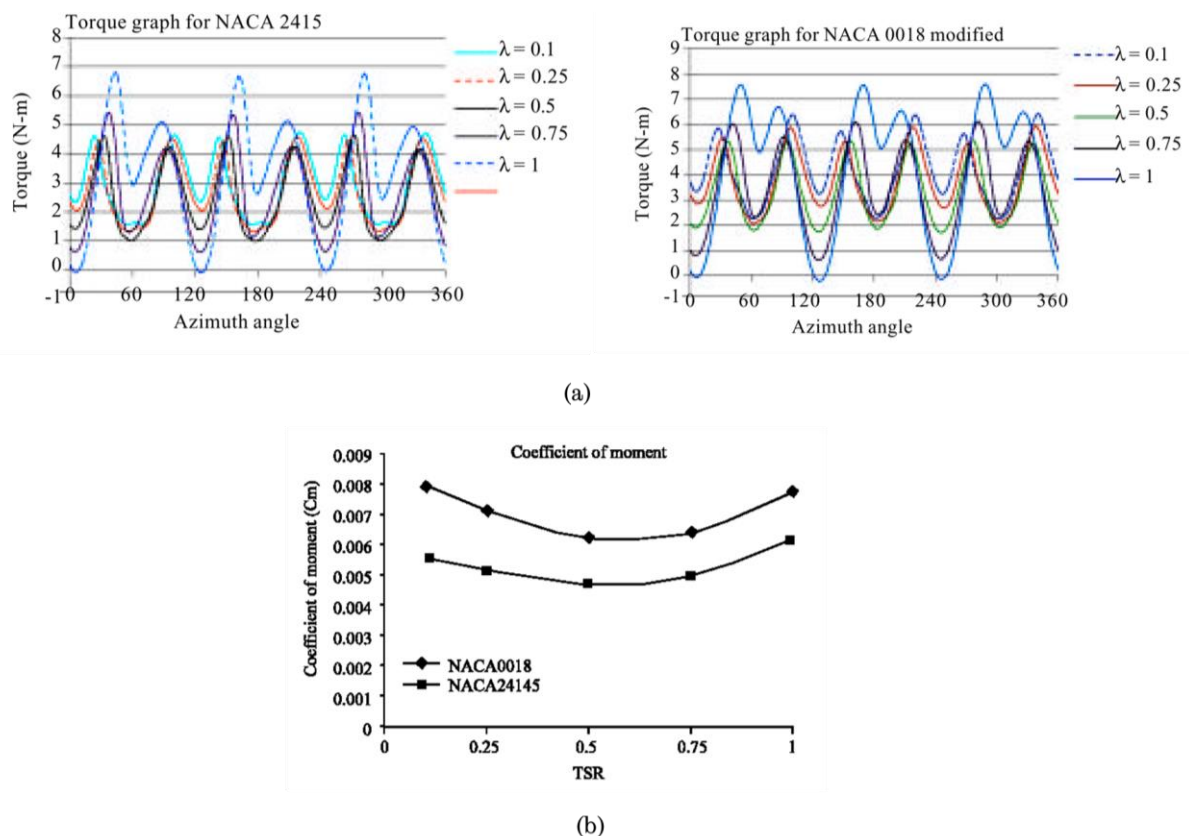 Torque graph for NACA 2415
8
7
6
5
4
3
2
1
0
-1
0 60 120 180 240 300 360
Torque (N-m)
Azimuth angle
λ = 0.1
λ = 0.25
λ = 0.5
λ = 0.75
λ = 1
Torque graph for NACA 0018 modified
9
8
7
6
5
4
3
2
1
0
-1
0 60 120 180 240 300 360
Torque (N-m)
Azimuth angle
λ = 0.1
λ = 0.25
λ = 0.5
λ = 0.75
λ = 1
(a)
Coefficient of moment
0.009
0.008
0.007
0.006
0.005
0.004
0.003
0.002
0.001
0
Coefficient of moment (Cm)
NACA0018
NACA24145
0 0.25 0.5 0.75 1
TSR
(b)